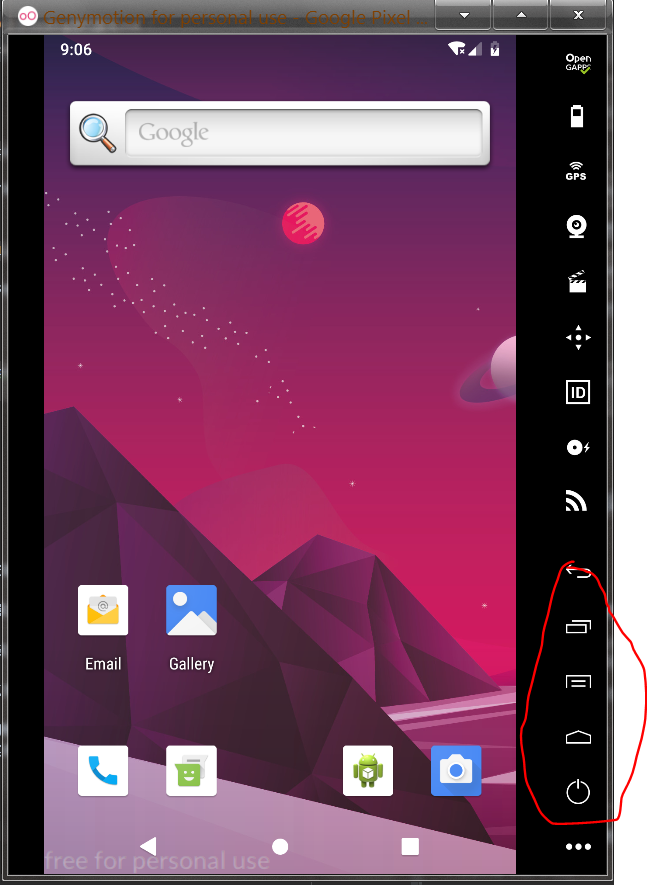 Genymotion for personal use - Google Pixel
9:06
Open
GAPPS
Google
GPS
ID
Email
Gallery
free for personal use